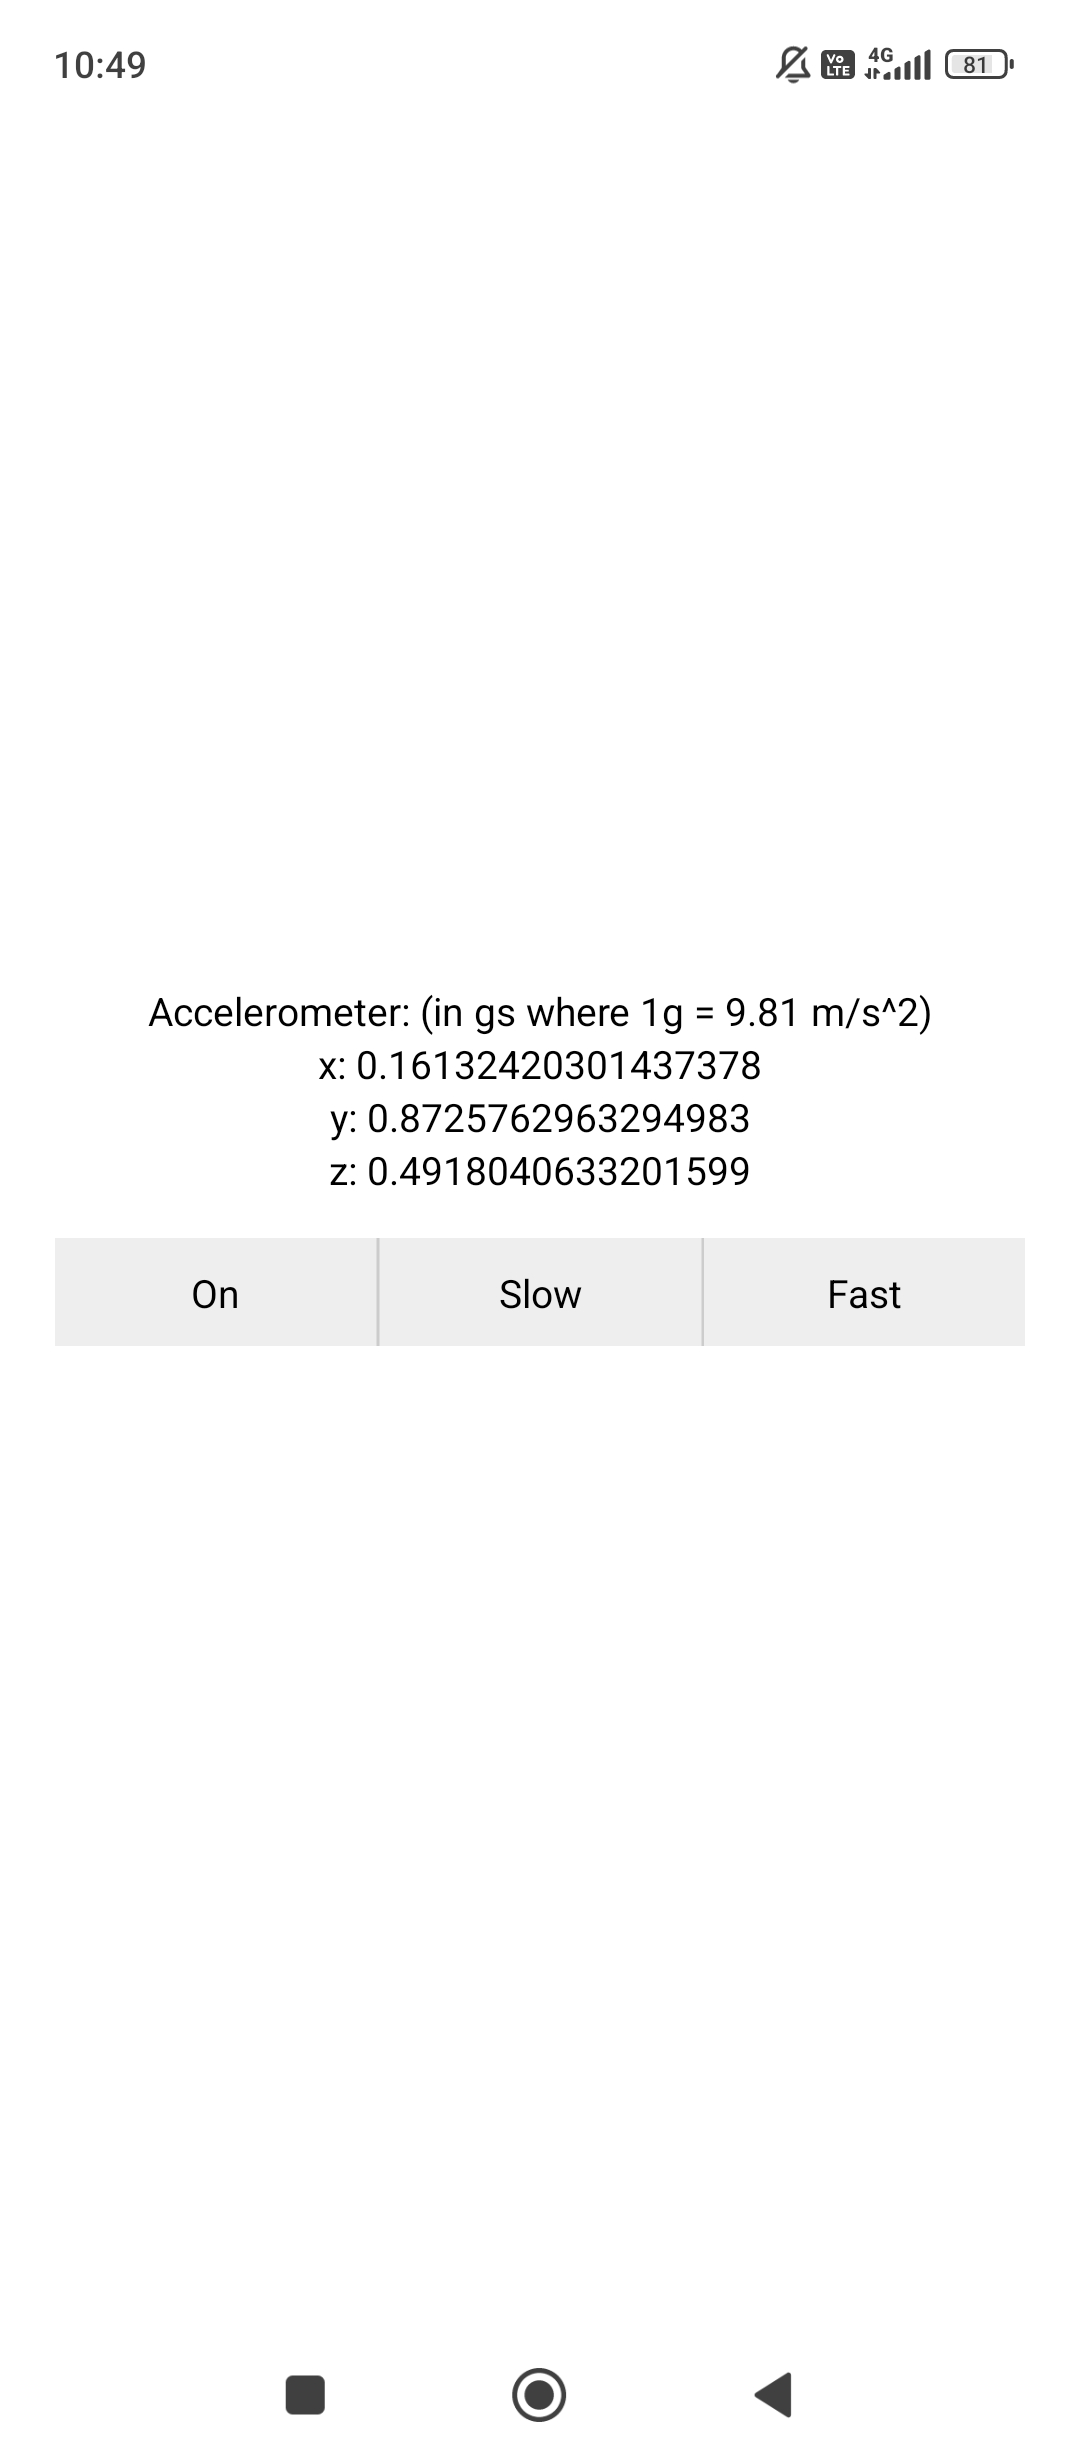 10:49
Vo LTE 4G 81
Accelerometer: (in gs where 1g = 9.81 m/s^2)
x: 0.16132420301437378
y: 0.8725762963294983
z: 0.4918040633201599
On Slow Fast